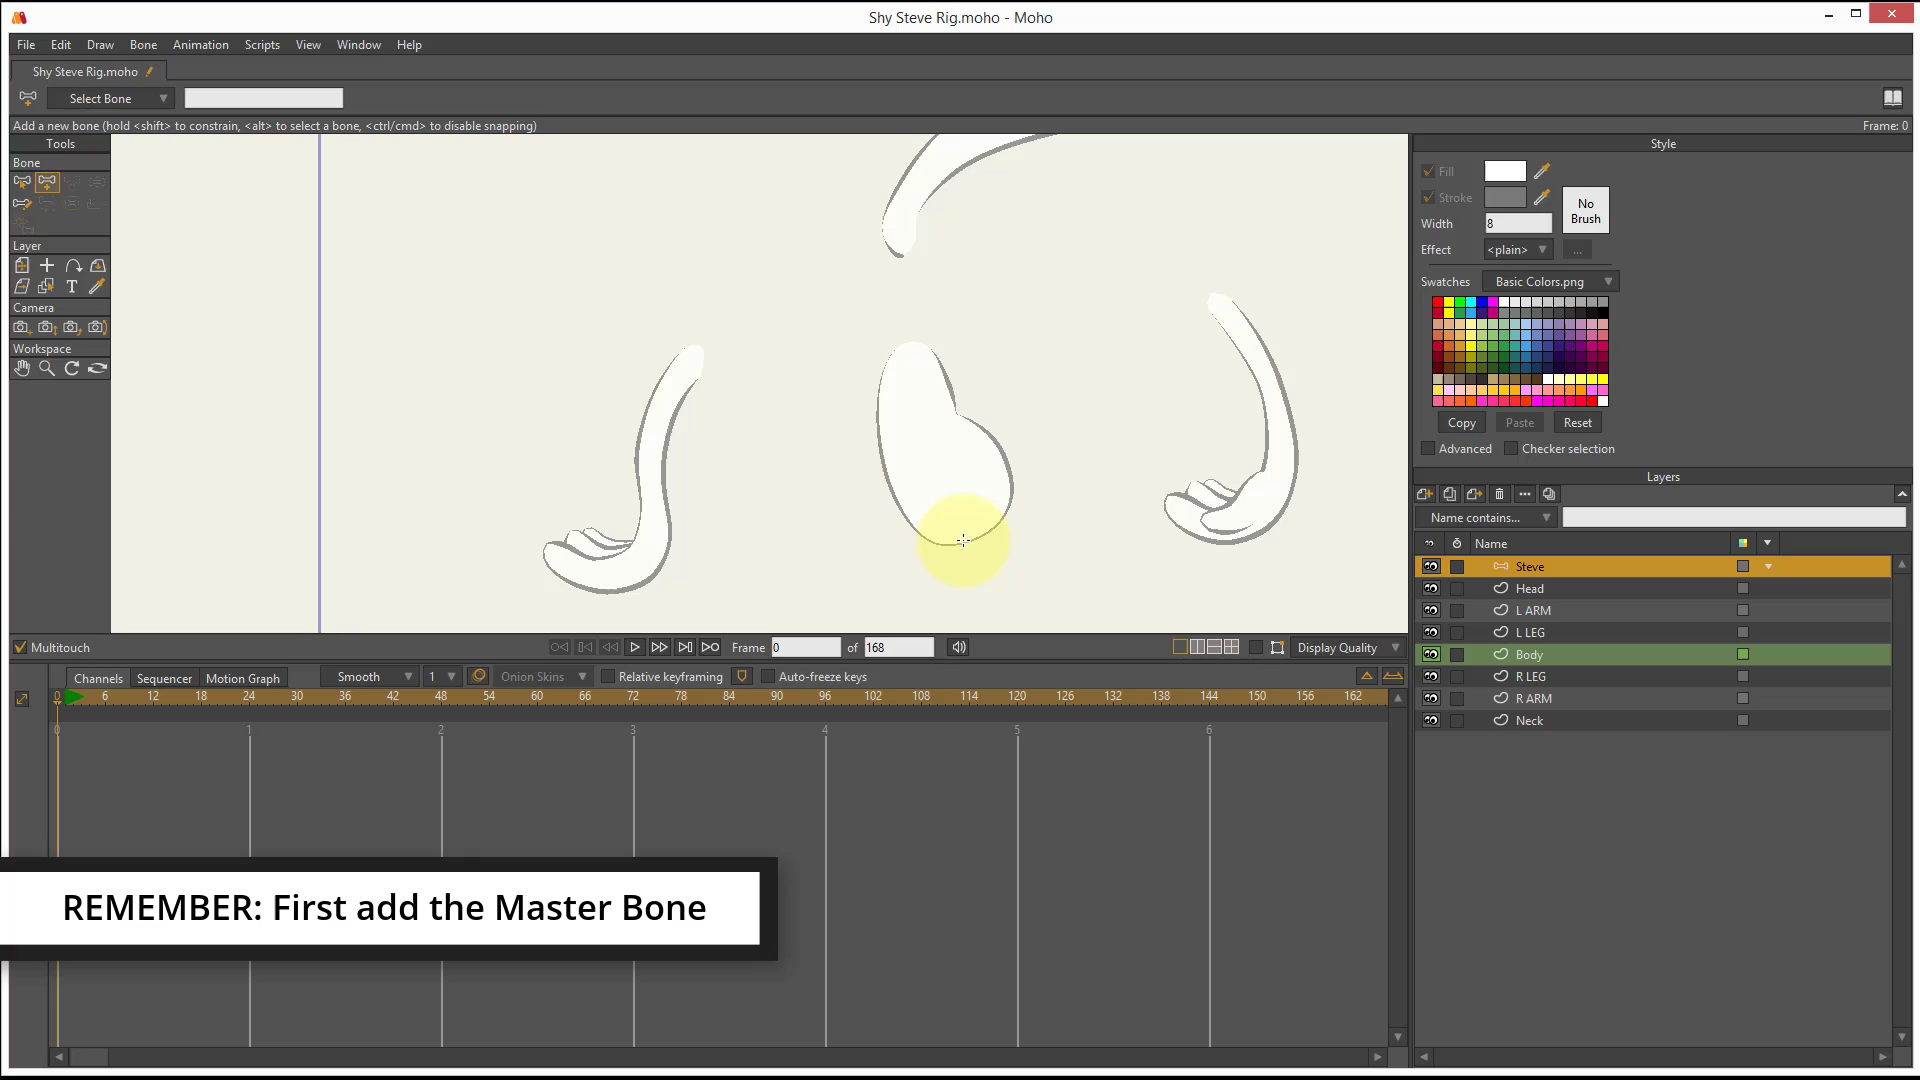 Shy Steve Rig.moho - Moho
File Edit Draw Bone Animation Scripts View Window Help
Shy Steve Rig.moho
Select Bone
Add a new bone (hold <shift> to constrain, <alt> to select a bone, <ctrl/cmd> to disable snapping)
Frame: 0
Tools
Bone
Layer
Camera
Workspace
Style
Fill
Stroke
No
Brush
Width 8
Effect <plain> ...
Swatches Basic Colors.png
Copy Paste Reset
Advanced Checker selection
Layers
Name contains...
Name
Steve
Head
L ARM
L LEG
Body
R LEG
R ARM
Neck
Multitouch
Frame 0 of 168
Display Quality
Channels Sequencer Motion Graph Smooth 1 Onion Skins Relative keyframing Auto-freeze keys
0 6 12 18 24 30 36 42 48 54 60 66 72 78 84 90 96 102 108 114 120 126 132 138 144 150 156 162
0 1 2 3 4 5 6
REMEMBER: First add the Master Bone